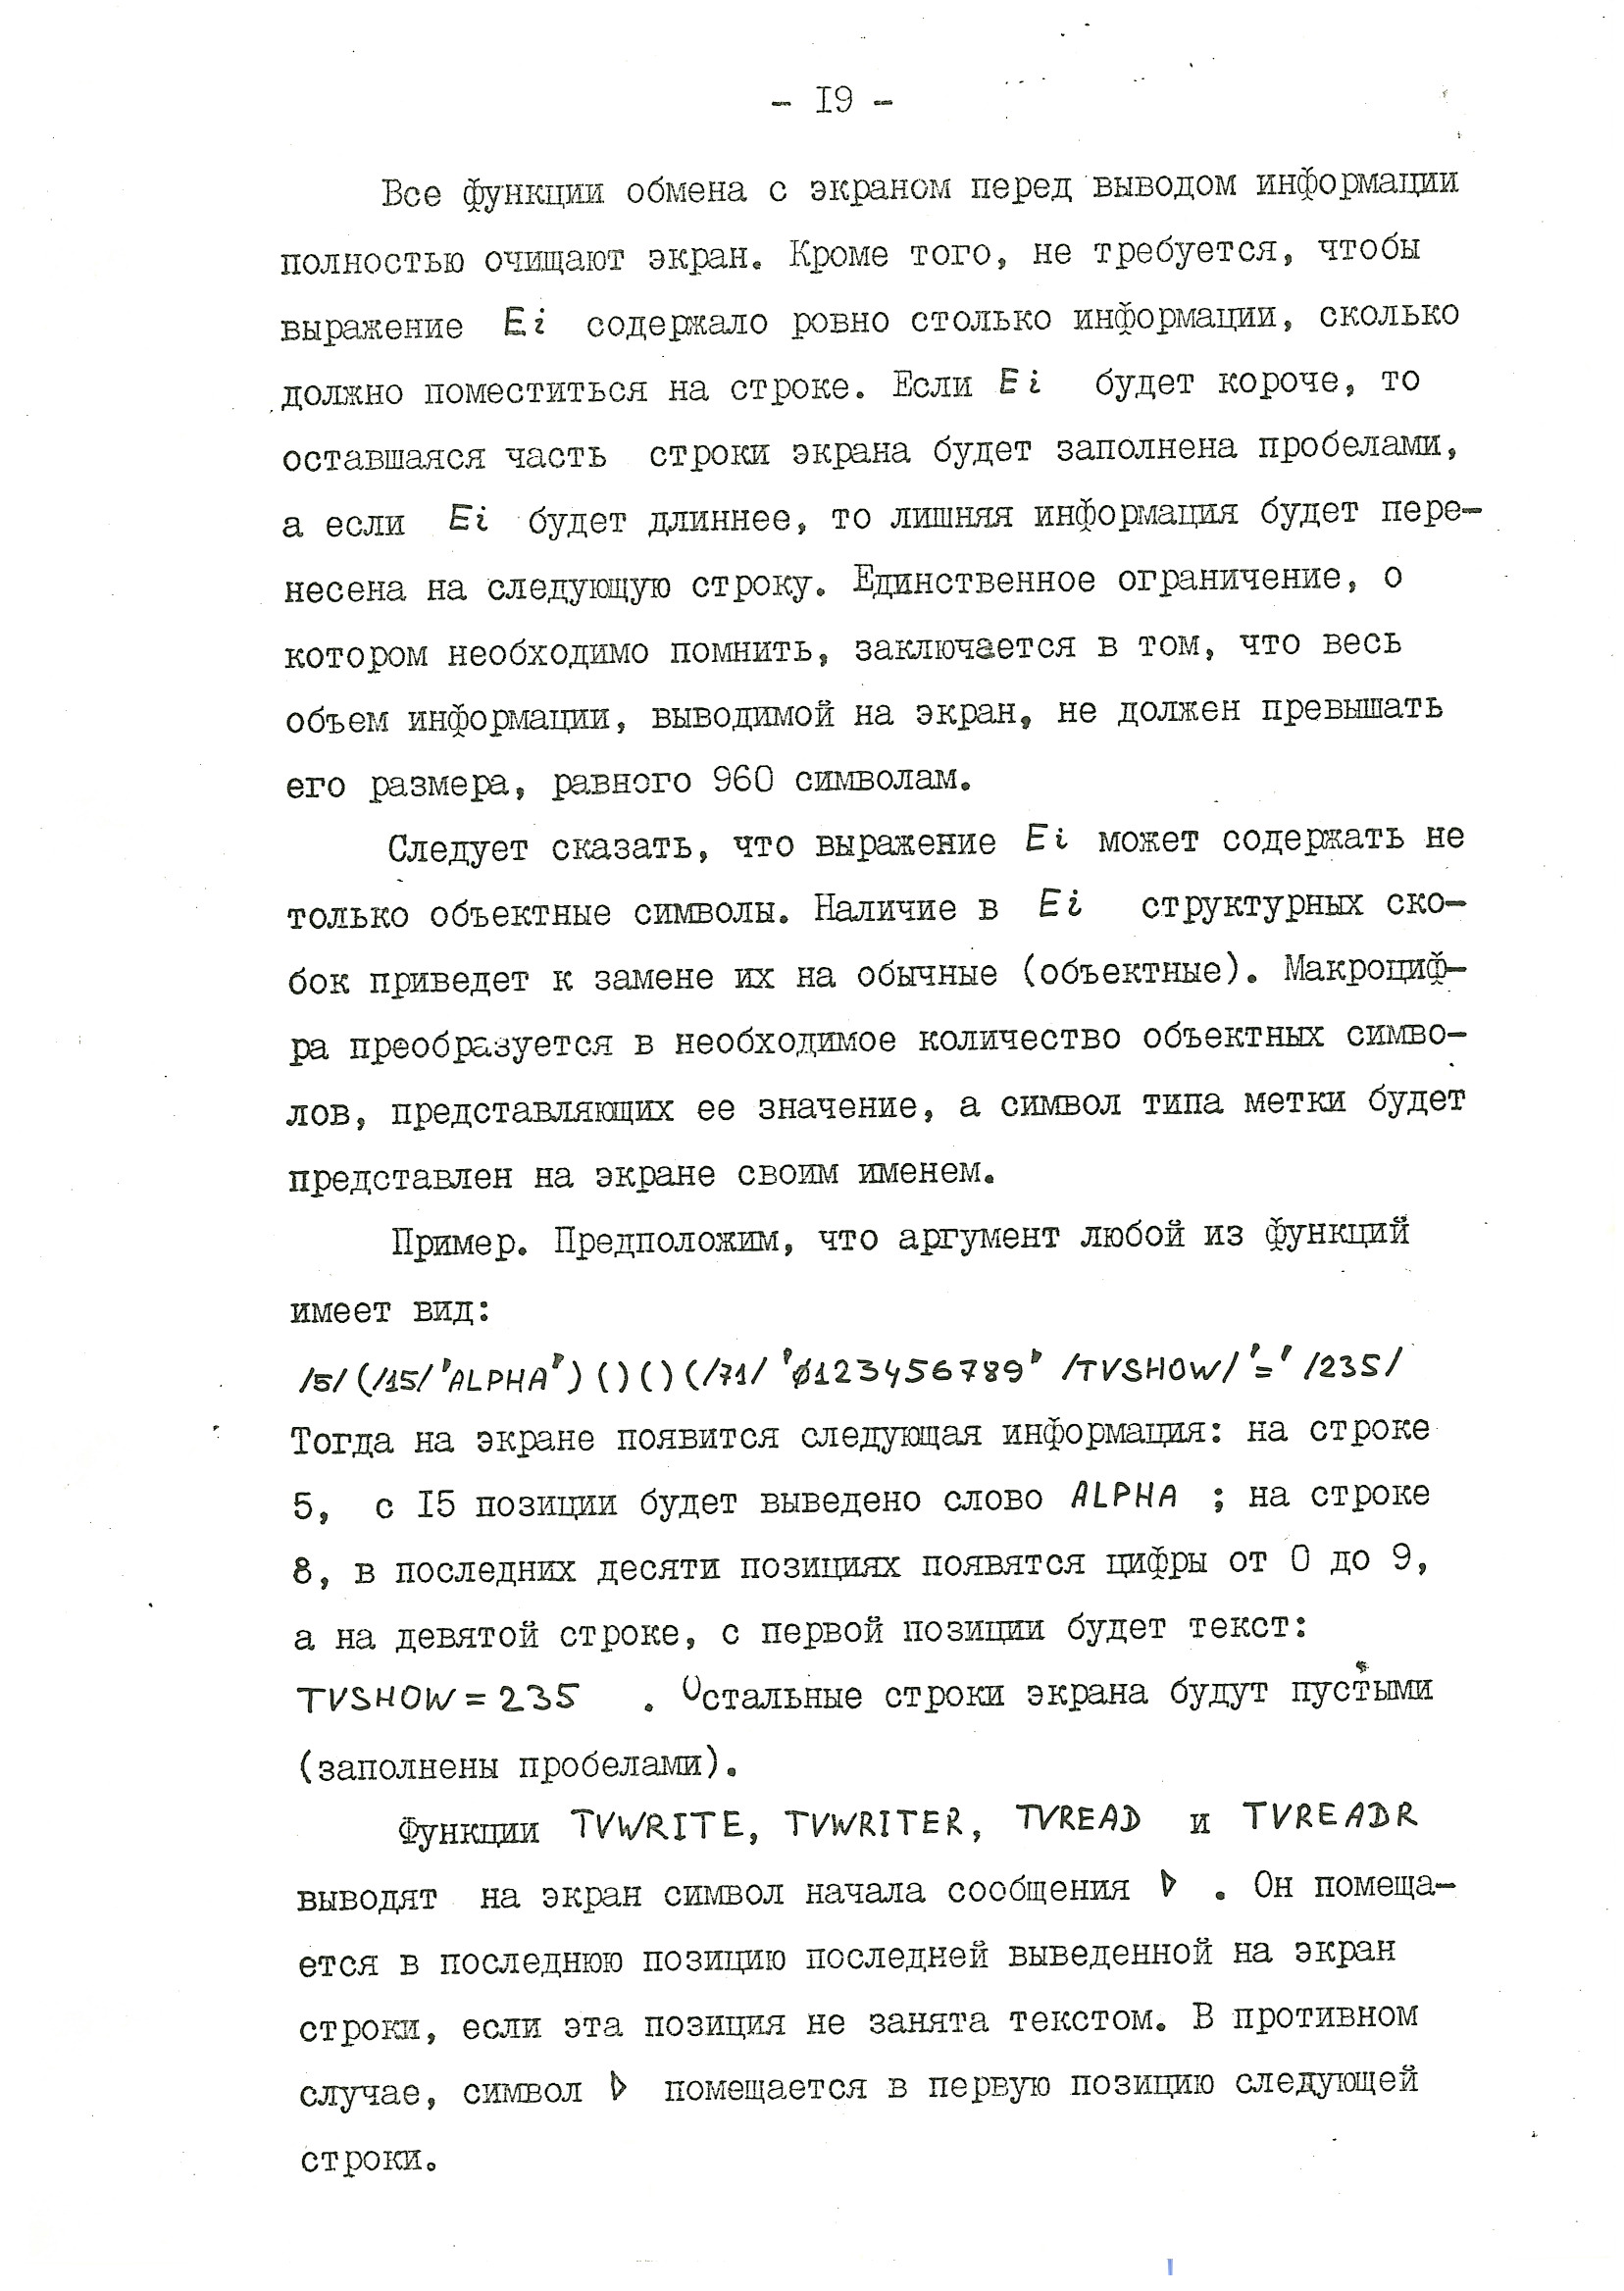 - I9 -
Все функции обмена с экраном перед выводом информации
полностью очищают экран. Кроме того, не требуется, чтобы
выражение Ei содержало ровно столько информации, сколько
должно поместиться на строке. Если Ei будет короче, то
оставшаяся часть строки экрана будет заполнена пробелами,
а если Ei будет длиннее, то лишняя информация будет пере-
несена на следующую строку. Единственное ограничение, о
котором необходимо помнить, заключается в том, что весь
объем информации, выводимой на экран, не должен превышать
его размера, равного 960 символам.
Следует сказать, что выражение Ei может содержать не
только объектные символы. Наличие в Ei структурных ско-
бок приведет к замене их на обычные (объектные). Макроциф-
ра преобразуется в необходимое количество объектных симво-
лов, представляющих ее значение, а символ типа метки будет
представлен на экране своим именем.
Пример. Предположим, что аргумент любой из функций
имеет вид:
/5/(/15/'ALPHA')()()(/71/'Ø123456789' /TVSHOW/'=' /235/
Тогда на экране появится следующая информация: на строке
5, с I5 позиции будет выведено слово ALPHA ; на строке
8, в последних десяти позициях появятся цифры от 0 до 9,
а на девятой строке, с первой позиции будет текст:
TVSHOW = 235 . Остальные строки экрана будут пустыми
(заполнены пробелами).
Функции TVWRITE, TVWRITER, TVREAD и TVREADR
выводят на экран символ начала сообщения ▷ . Он помеща-
ется в последнюю позицию последней выведенной на экран
строки, если эта позиция не занята текстом. В противном
случае, символ ▷ помещается в первую позицию следующей
строки.